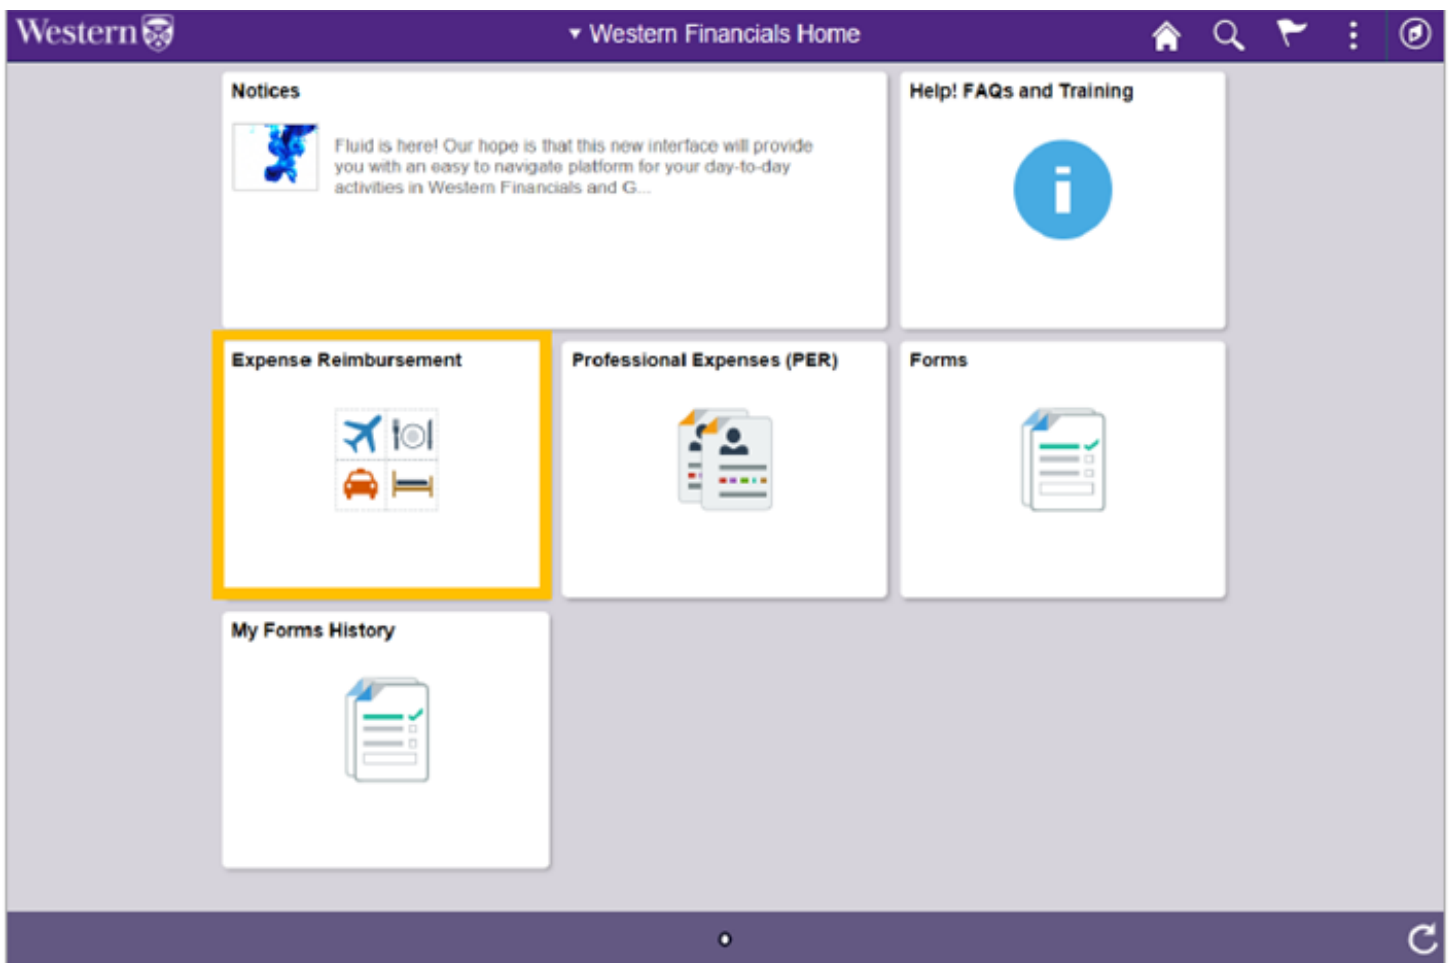 Western
Western Financials Home
Notices
Fluid is here! Our hope is that this new interface will provide
you with an easy to navigate platform for your day-to-day
activities in Western Financials and G...
Help! FAQs and Training
i
Expense Reimbursement
Professional Expenses (PER)
Forms
My Forms History